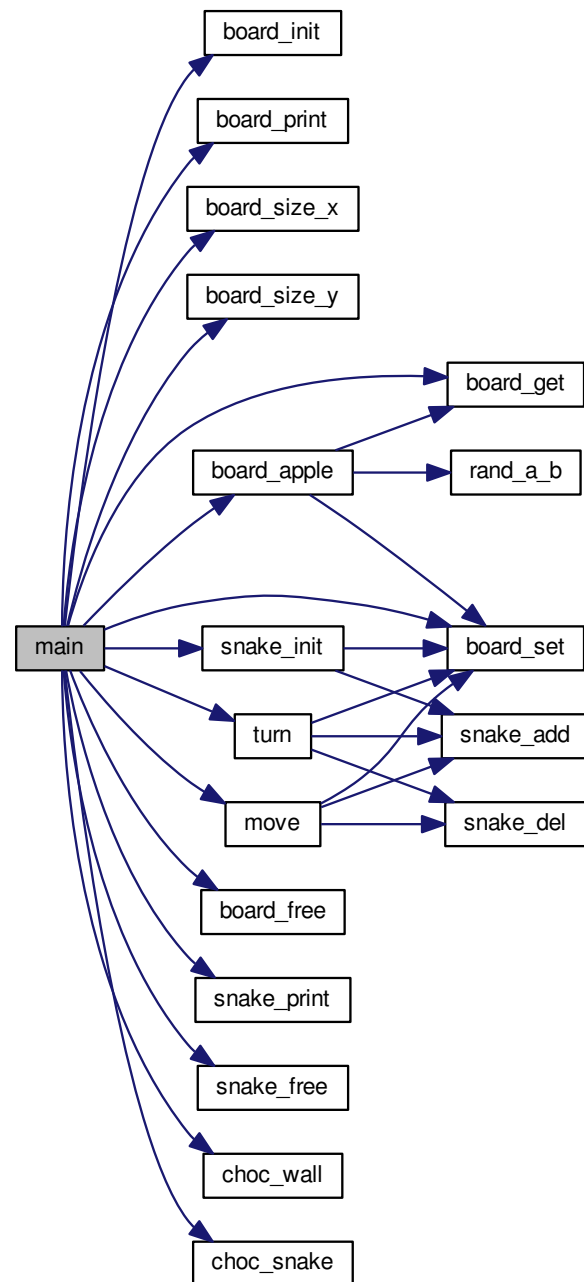 board_init
board_print
board_size_x
board_size_y
board_get
board_apple
rand_a_b
main
snake_init
board_set
turn
snake_add
move
snake_del
board_free
snake_print
snake_free
choc_wall
choc_snake